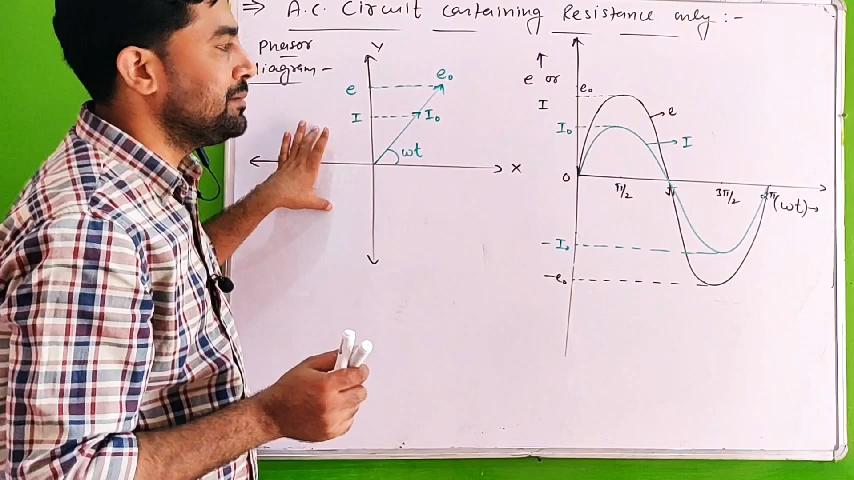 ⇒ A.C. Circuit containing Resistance only :-
Phasor
diagram -
Y
e
e₀
I
I₀
ωt
X
↑
e or
I
e₀
e
I₀
I
0
π/2
π
3π/2
2π
(ωt)→
-I₀
-e₀